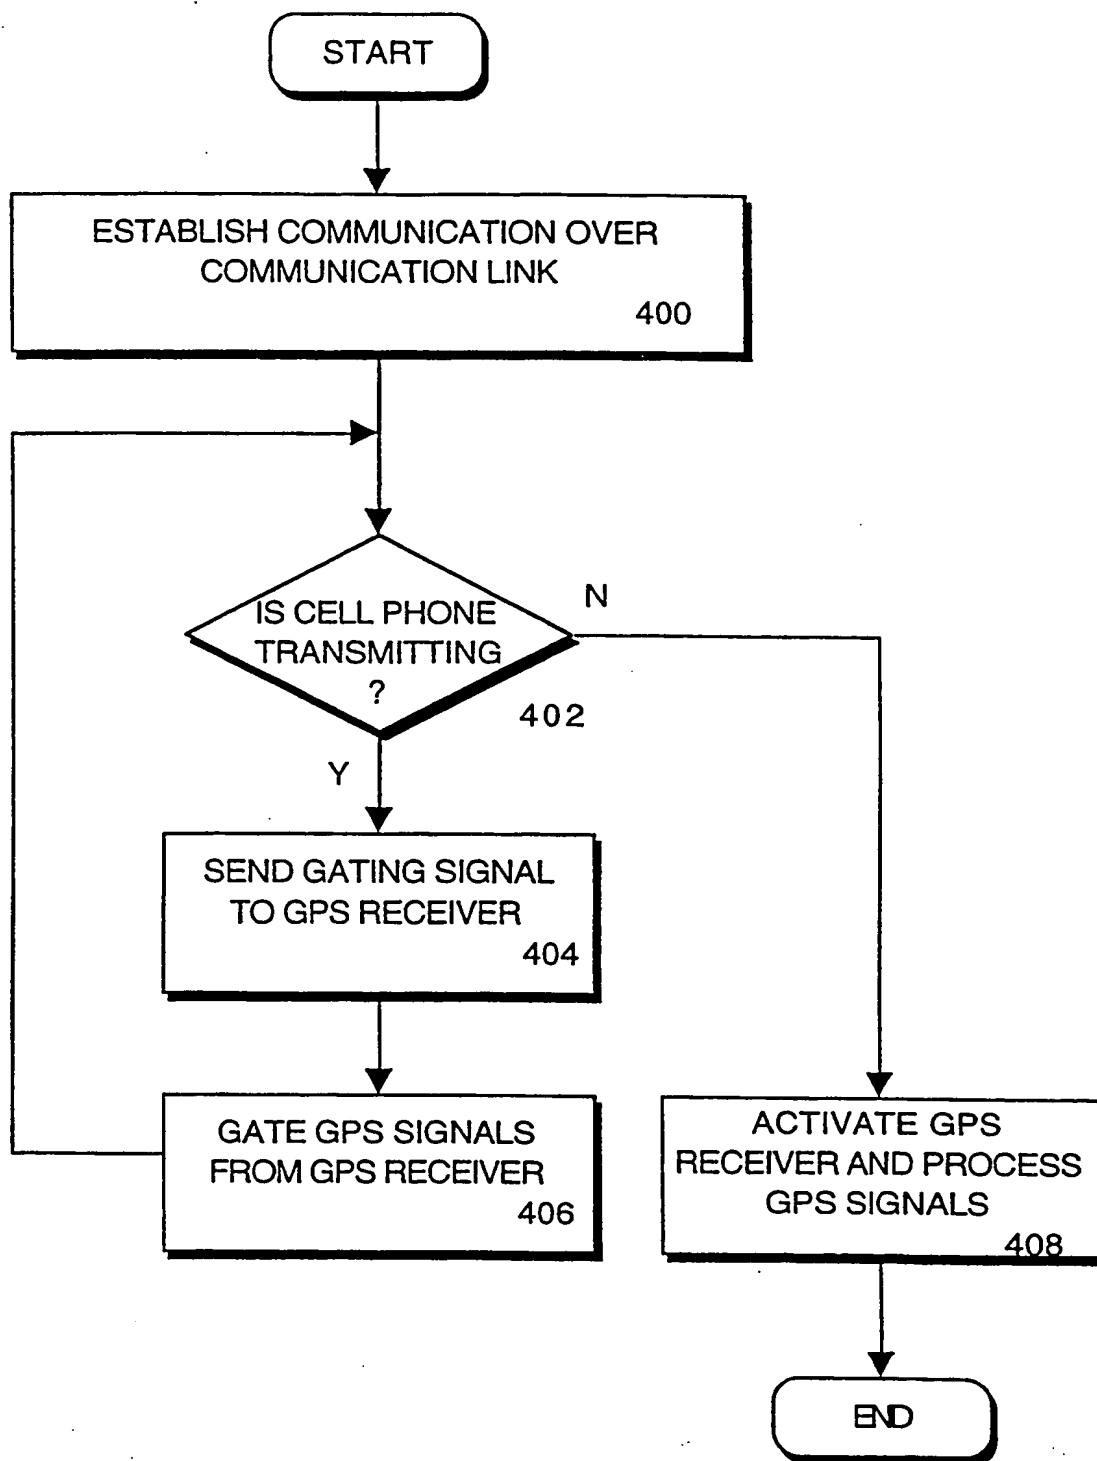 START
ESTABLISH COMMUNICATION OVER
COMMUNICATION LINK
400
IS CELL PHONE
TRANSMITTING
?
402
N
Y
SEND GATING SIGNAL
TO GPS RECEIVER
404
GATE GPS SIGNALS
FROM GPS RECEIVER
406
ACTIVATE GPS
RECEIVER AND PROCESS
GPS SIGNALS
408
END